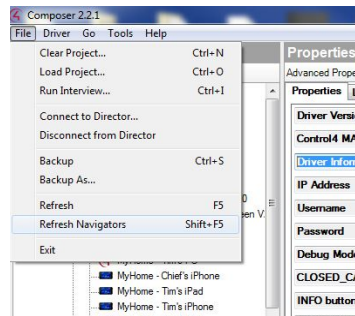 Composer 2.2.1
File Driver Go Tools Help
Clear Project... Ctrl+N
Load Project... Ctrl+O
Run Interview... Ctrl+I
Connect to Director...
Disconnect from Director
Backup Ctrl+S
Backup As...
Refresh F5
Refresh Navigators Shift+F5
Exit
MyHome - Chief's iPhone
MyHome - Tim's iPad
MyHome - Tim's iPhone
Properties
Advanced Prope
Properties
Driver Versi
Control4 MA
Driver Inform
IP Address
Username
Password
Debug Mode
CLOSED_CA
INFO button